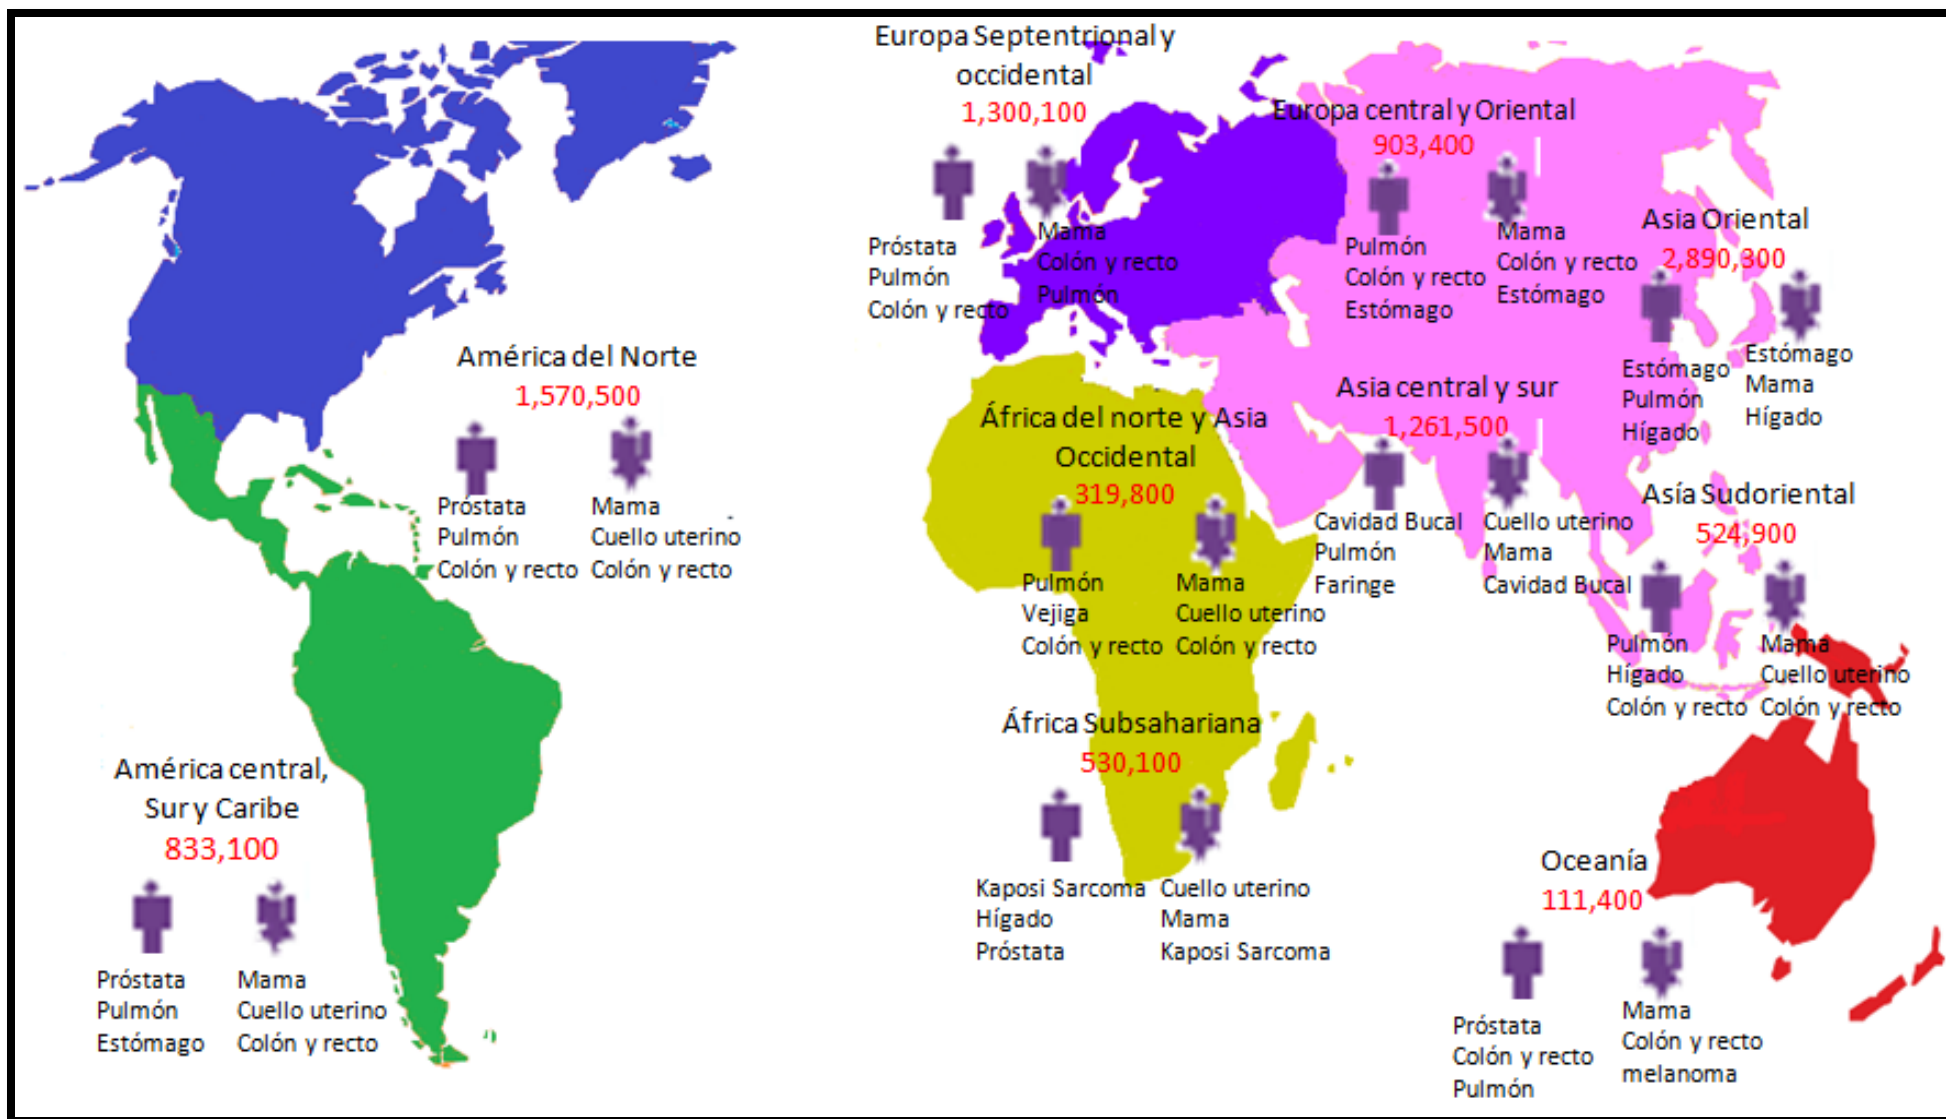 Europa Septentrional y
occidental
1,300,100
Próstata
Pulmón
Colón y recto
Mama
Colón y recto
Pulmón
Europa central y Oriental
903,400
Pulmón
Colón y recto
Estómago
Mama
Colón y recto
Estómago
Asia Oriental
2,890,300
Estómago
Pulmón
Hígado
Estómago
Mama
Hígado
América del Norte
1,570,500
Próstata
Pulmón
Colón y recto
Mama
Cuello uterino
Colón y recto
África del norte y Asia
Occidental
319,800
Pulmón
Vejiga
Colón y recto
Mama
Cuello uterino
Colón y recto
Asia central y sur
1,261,500
Cavidad Bucal
Pulmón
Faringe
Cuello uterino
Mama
Cavidad Bucal
Asía Sudoriental
524,900
Pulmón
Hígado
Colón y recto
Mama
Cuello uterino
Colón y recto
África Subsahariana
530,100
Kaposi Sarcoma
Hígado
Próstata
Cuello uterino
Mama
Kaposi Sarcoma
América central,
Sur y Caribe
833,100
Próstata
Pulmón
Estómago
Mama
Cuello uterino
Colón y recto
Oceanía
111,400
Próstata
Colón y recto
Pulmón
Mama
Colón y recto
melanoma